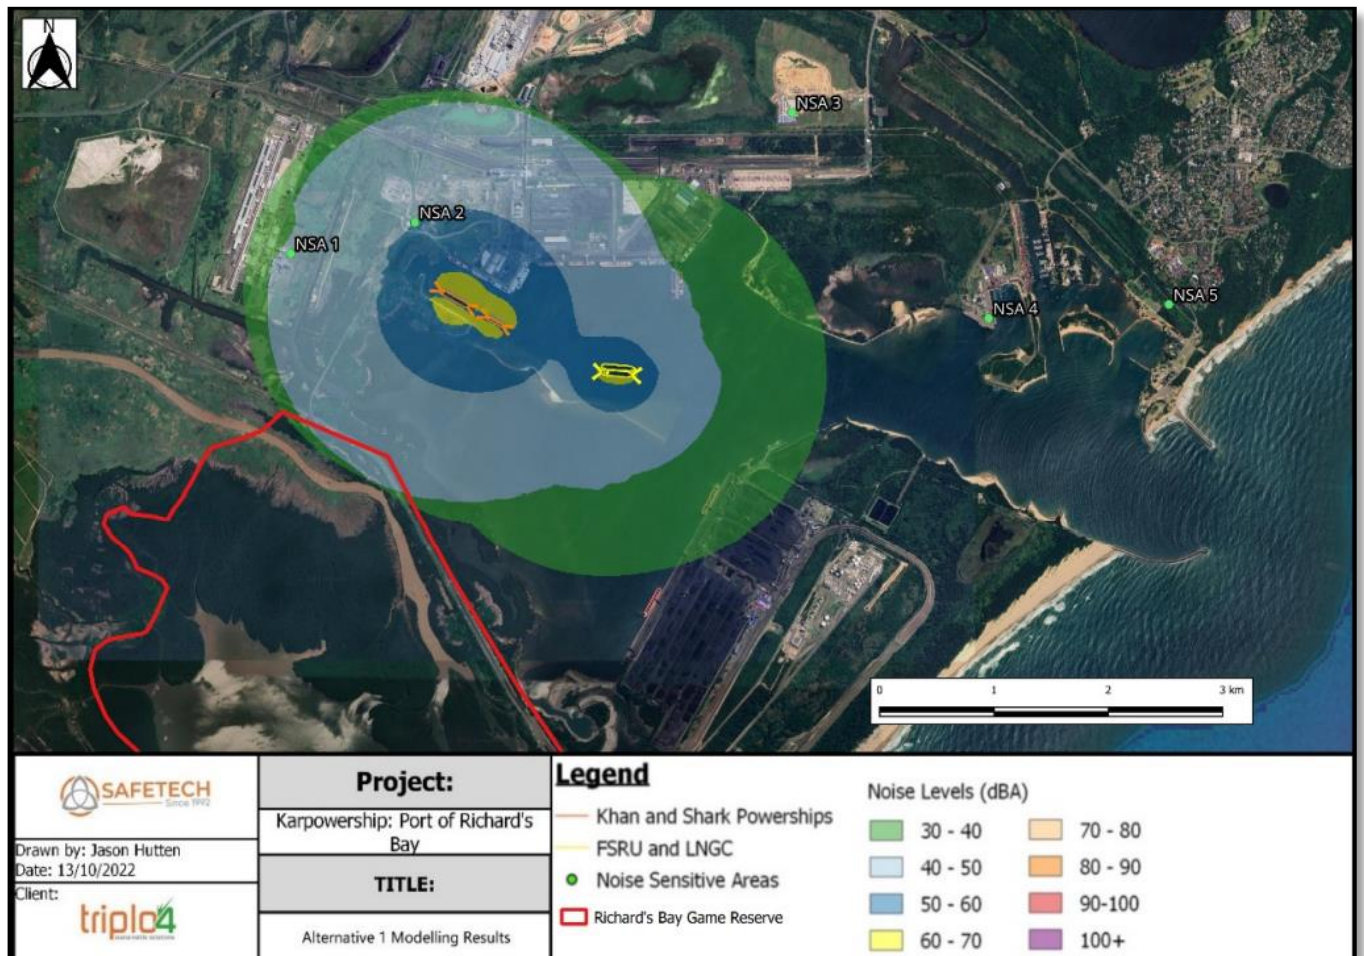 N
NSA 3
NSA 2
NSA 1
NSA 5
NSA 4
0 1 2 3 km
SAFETECH
Since 1992
Drawn by: Jason Hutten
Date: 13/10/2022
Client:
triplo4
sustainable solutions
Project:
Karpowership: Port of Richard's
Bay
TITLE:
Alternative 1 Modelling Results
Legend
Khan and Shark Powerships
FSRU and LNGC
Noise Sensitive Areas
Richard's Bay Game Reserve
Noise Levels (dBA)
30 - 40
40 - 50
50 - 60
60 - 70
70 - 80
80 - 90
90-100
100+